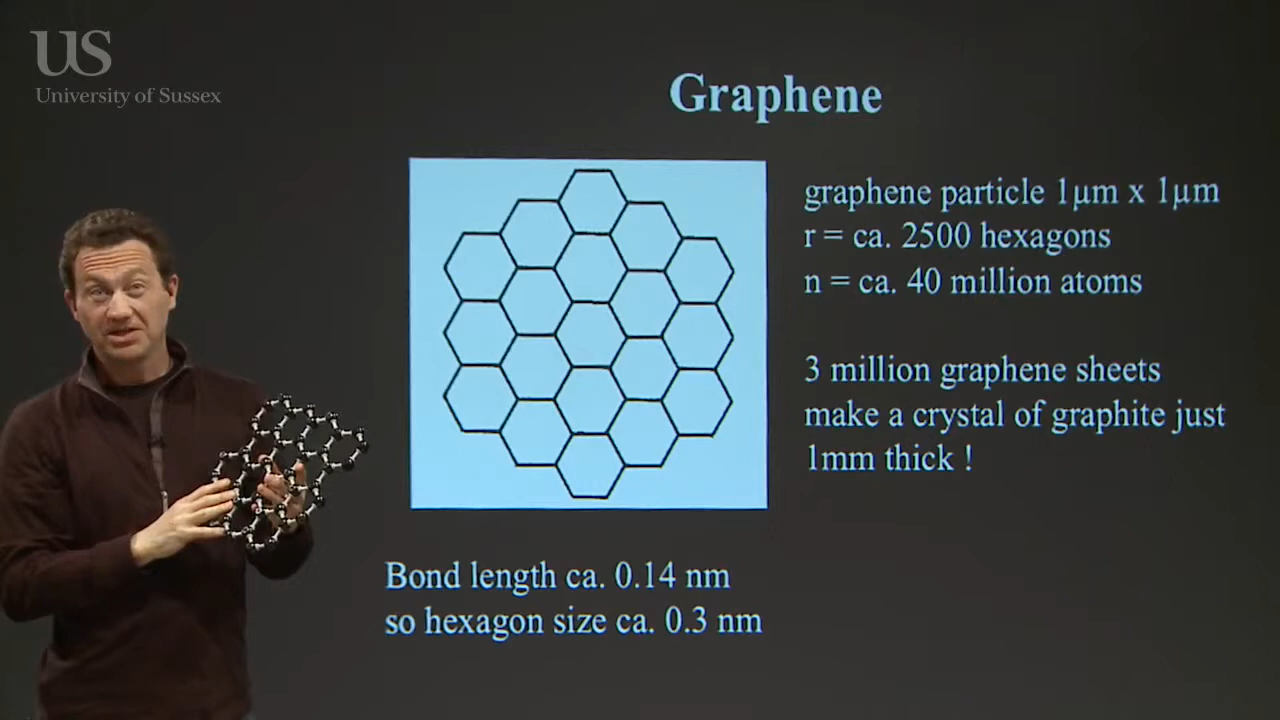 US
University of Sussex
Graphene
graphene particle 1μm x 1μm
r = ca. 2500 hexagons
n = ca. 40 million atoms
3 million graphene sheets
make a crystal of graphite just
1mm thick !
Bond length ca. 0.14 nm
so hexagon size ca. 0.3 nm